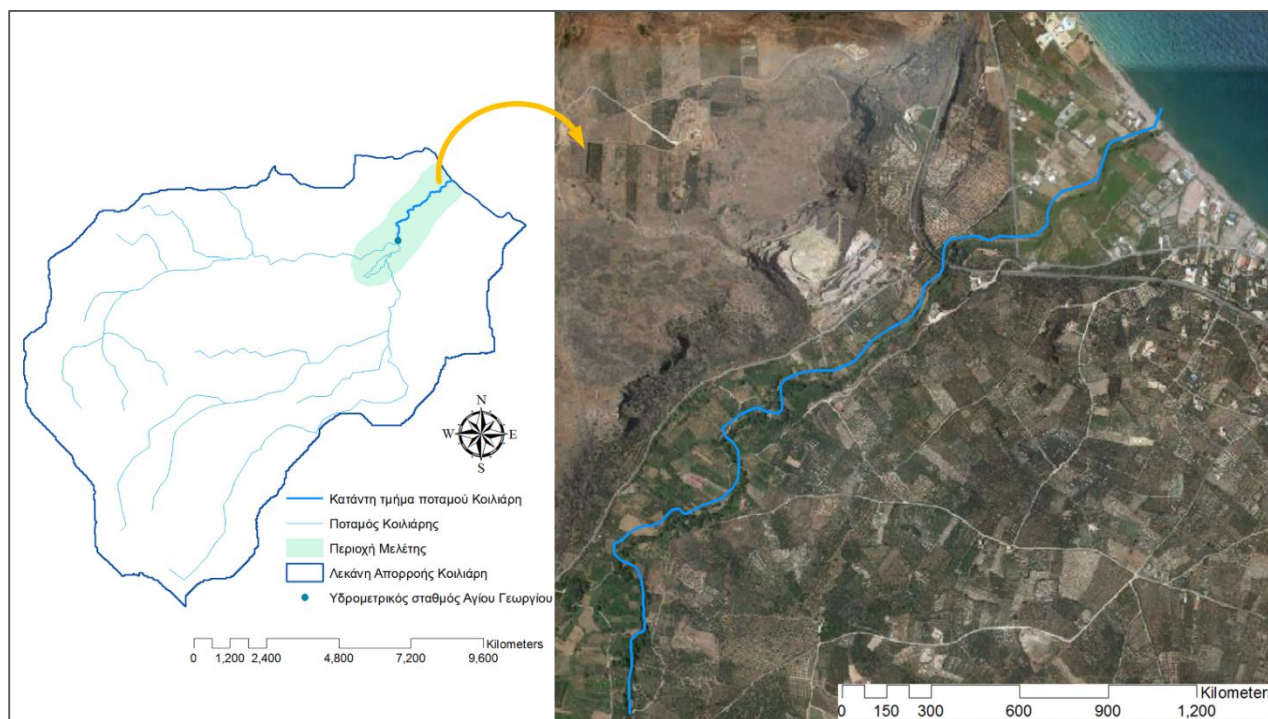 N
W E
S
Κατάντη τμήμα ποταμού Κοιλιάρη
Ποταμός Κοιλιάρης
Περιοχή Μελέτης
Λεκάνη Απορροής Κοιλιάρη
Υδρομετρικός σταθμός Αγίου Γεωργίου
Kilometers
0 1,200 2,400 4,800 7,200 9,600
Kilometers
0 150 300 600 900 1,200